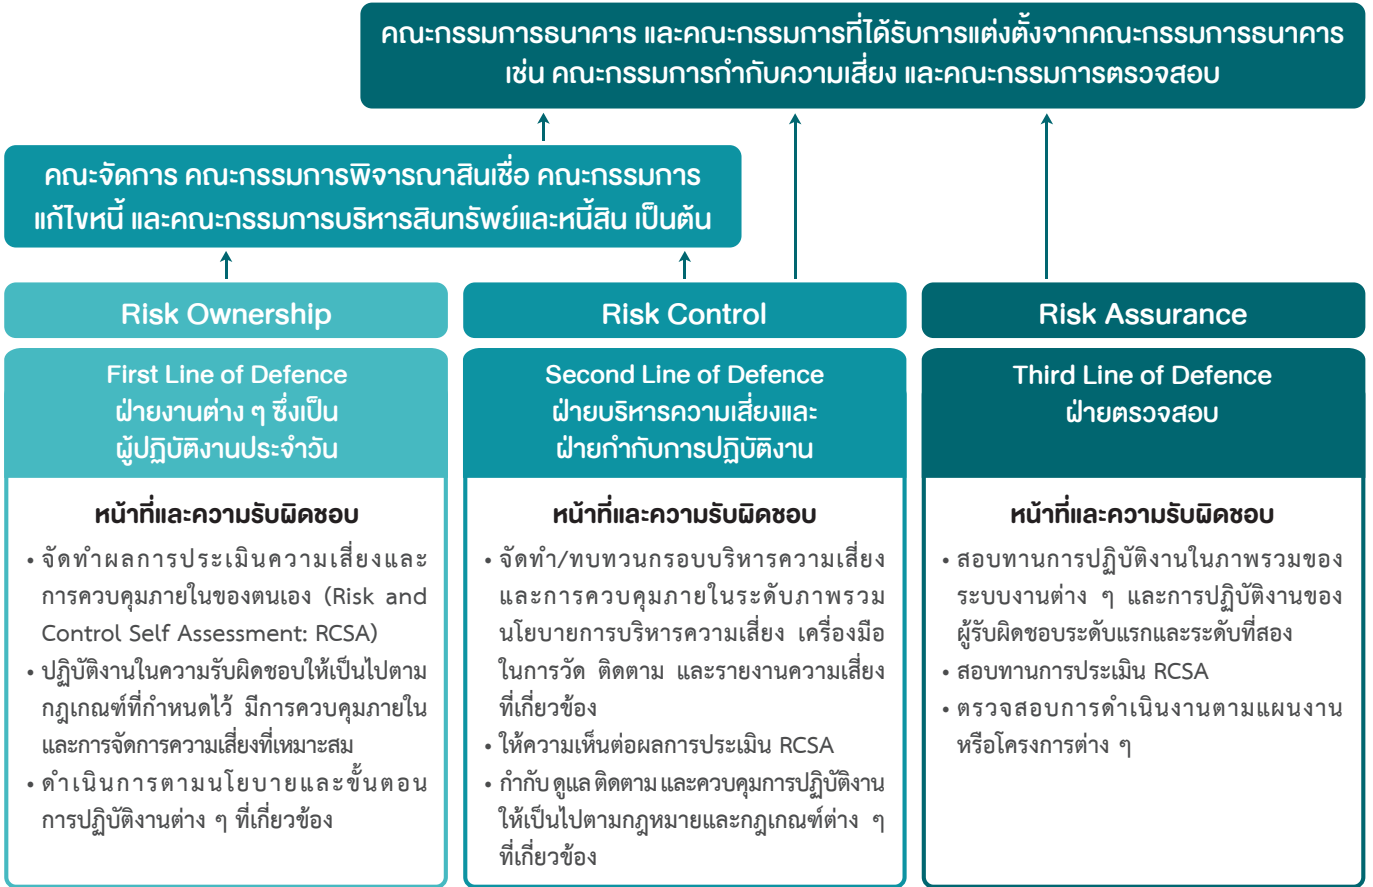 คณะกรรมการธนาคาร และคณะกรรมการที่ได้รับการแต่งตั้งจากคณะกรรมการธนาคาร
เช่น คณะกรรมการกำกับความเสี่ยง และคณะกรรมการตรวจสอบ
คณะจัดการ คณะกรรมการพิจารณาสินเชื่อ คณะกรรมการ
แก้ไขหนี้ และคณะกรรมการบริหารสินทรัพย์และหนี้สิน เป็นต้น
Risk Ownership
First Line of Defence
ฝ่ายงานต่าง ๆ ซึ่งเป็น
ผู้ปฏิบัติงานประจำวัน
หน้าที่และความรับผิดชอบ
• จัดทำผลการประเมินความเสี่ยงและ
การควบคุมภายในของตนเอง (Risk and
Control Self Assessment: RCSA)
• ปฏิบัติงานในความรับผิดชอบให้เป็นไปตาม
กฎเกณฑ์ที่กำหนดไว้ มีการควบคุมภายใน
และการจัดการความเสี่ยงที่เหมาะสม
• ดำเนินการตามนโยบายและขั้นตอน
การปฏิบัติงานต่าง ๆ ที่เกี่ยวข้อง
Risk Control
Second Line of Defence
ฝ่ายบริหารความเสี่ยงและ
ฝ่ายกำกับการปฏิบัติงาน
หน้าที่และความรับผิดชอบ
• จัดทำ/ทบทวนกรอบบริหารความเสี่ยง
และการควบคุมภายในระดับภาพรวม
นโยบายการบริหารความเสี่ยง เครื่องมือ
ในการวัด ติดตาม และรายงานความเสี่ยง
ที่เกี่ยวข้อง
• ให้ความเห็นต่อผลการประเมิน RCSA
• กำกับ ดูแล ติดตาม และควบคุมการปฏิบัติงาน
ให้เป็นไปตามกฎหมายและกฎเกณฑ์ต่าง ๆ
ที่เกี่ยวข้อง
Risk Assurance
Third Line of Defence
ฝ่ายตรวจสอบ
หน้าที่และความรับผิดชอบ
• สอบทานการปฏิบัติงานในภาพรวมของ
ระบบงานต่าง ๆ และการปฏิบัติงานของ
ผู้รับผิดชอบระดับแรกและระดับที่สอง
• สอบทานการประเมิน RCSA
• ตรวจสอบการดำเนินงานตามแผนงาน
หรือโครงการต่าง ๆ